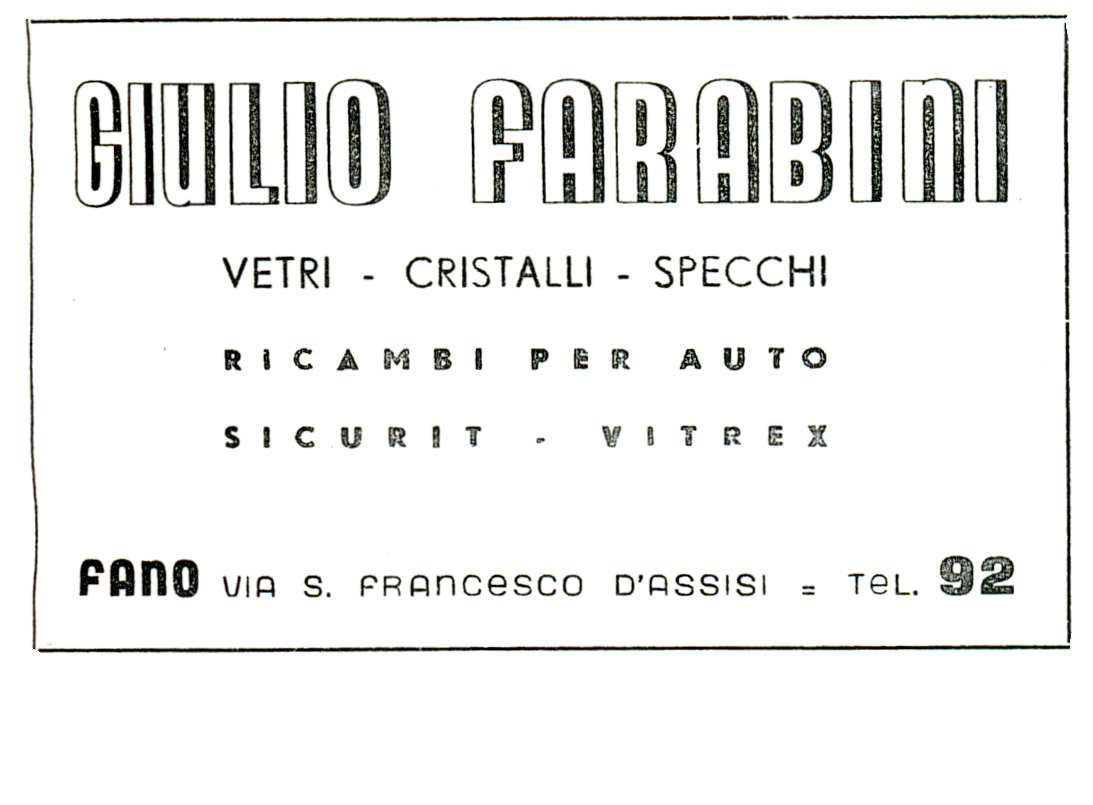 GIULIO FARABINI
VETRI - CRISTALLI - SPECCHI
RICAMBI PER AUTO
SICURIT - VITREX
FANO VIA S. FRANCESCO D'ASSISI = TEL. 92